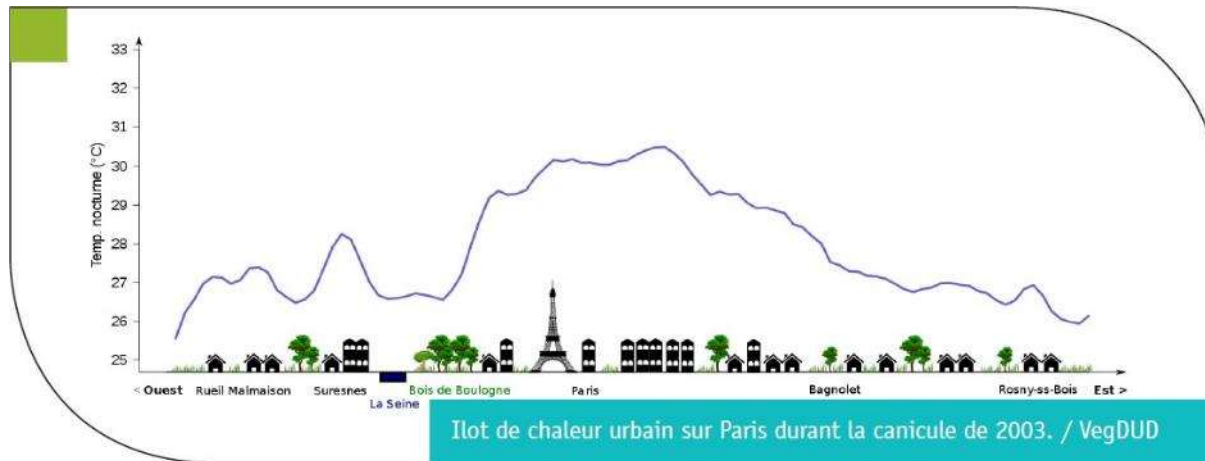 33
32
31
30
29
28
27
26
25
Temp. nocturne (°C)
< Ouest Rueil Malmaison Suresnes Bois de Boulogne Paris Bagnolet Rosny-ss-Bois Est >
La Seine
Ilot de chaleur urbain sur Paris durant la canicule de 2003. / VegDUD